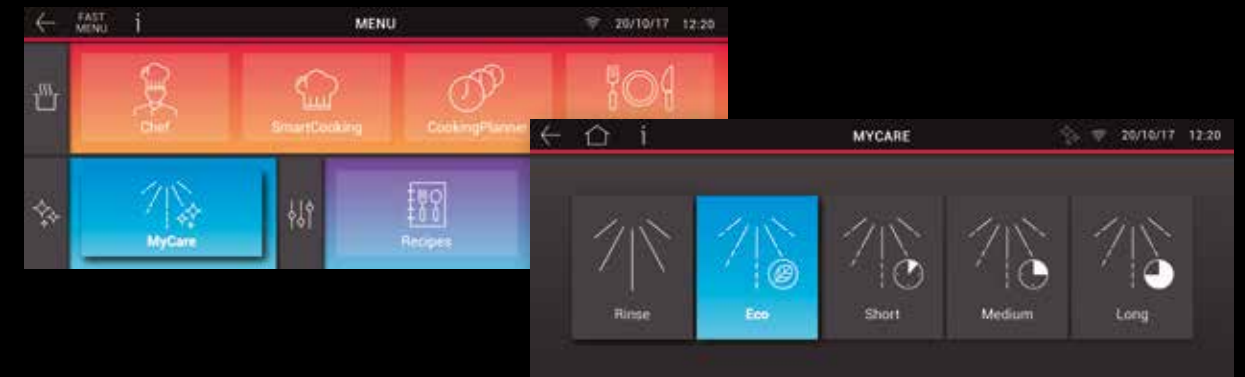 FAST
MENU
i
MENU
20/10/17 12:20
Chef
SmartCooking
CookingPlanner
MyCare
Recipes
i
MYCARE
20/10/17 12:20
Rinse
Eco
Short
Medium
Long